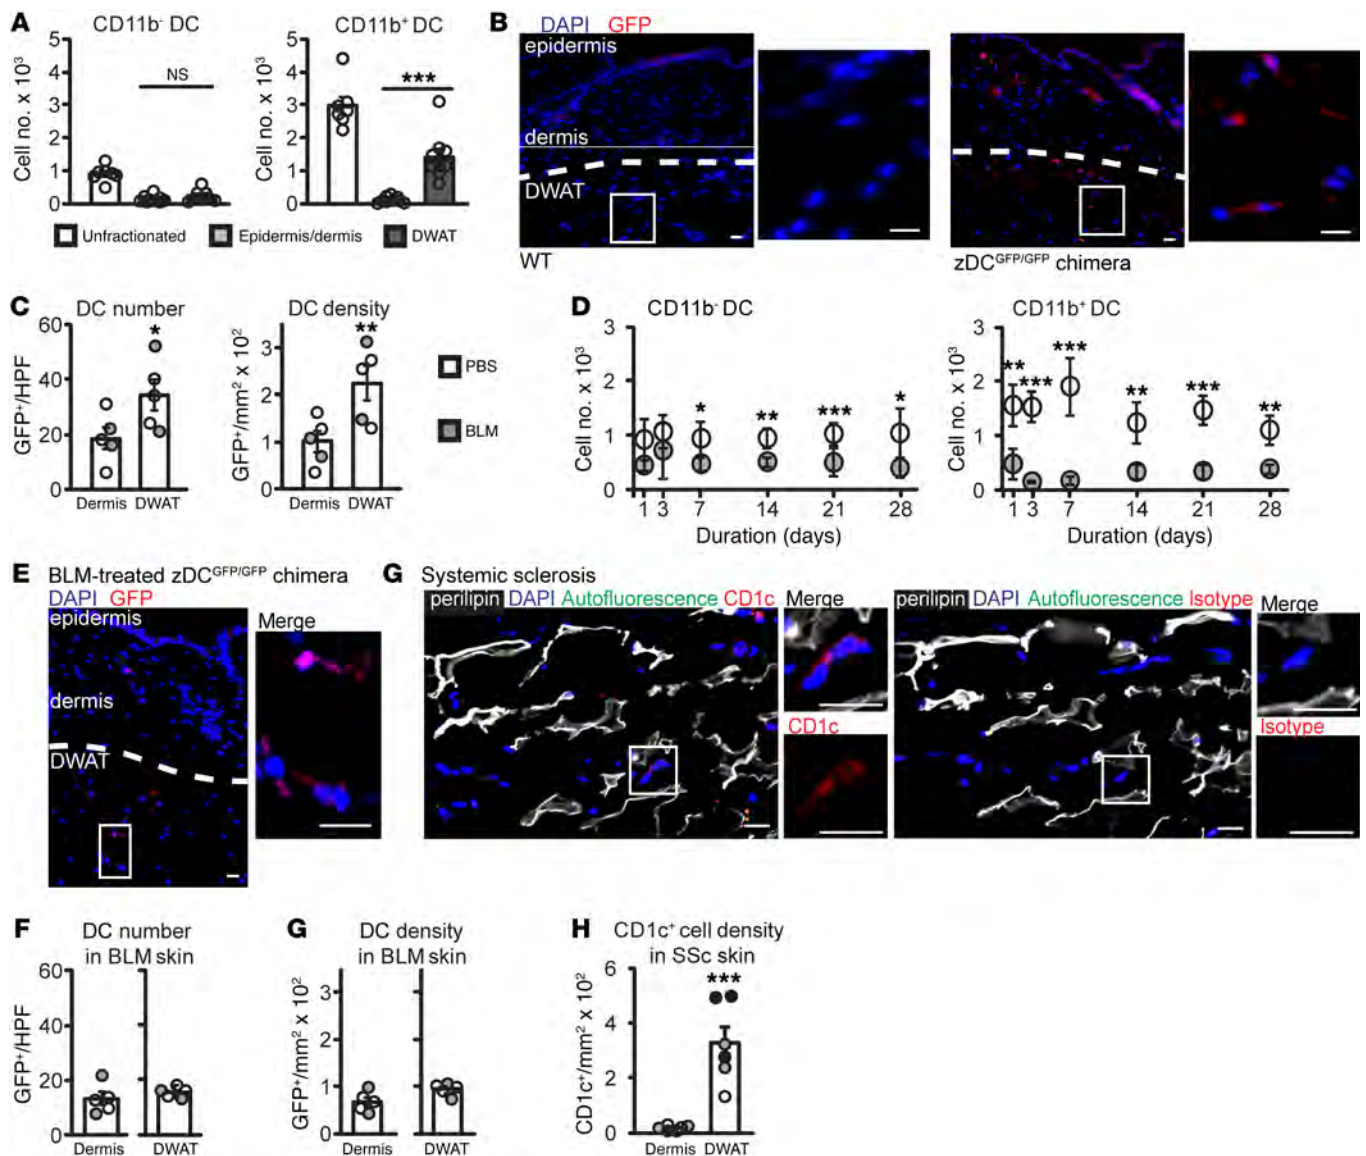 A
CD11b- DC
CD11b+ DC
Cell no. x 10³
5
4
3
2
1
0
NS
Cell no. x 10³
5
4
3
2
1
0
***
Unfractionated
Epidermis/dermis
DWAT
B
DAPI GFP
epidermis
dermis
DWAT
WT
zDC^GFP/GFP chimera
C
DC number
GFP+/HPF
60
40
20
0
*
Dermis DWAT
DC density
GFP+/mm² x 10²
3
2
1
0
**
Dermis DWAT
PBS
BLM
D
CD11b- DC
Cell no. x 10³
3
2
1
0
* ** *** *
1 3 7 14 21 28
Duration (days)
CD11b+ DC
Cell no. x 10³
3
2
1
0
** *** *** ** *** **
1 3 7 14 21 28
Duration (days)
E BLM-treated zDC^GFP/GFP chimera
DAPI GFP
epidermis
dermis
DWAT
Merge
G Systemic sclerosis
perilipin DAPI Autofluorescence CD1c
Merge
CD1c
perilipin DAPI Autofluorescence Isotype
Merge
Isotype
F
DC number
in BLM skin
GFP+/HPF
60
40
20
0
Dermis DWAT
G
DC density
in BLM skin
GFP+/mm² x 10²
3
2
1
0
Dermis DWAT
H
CD1c+ cell density
in SSc skin
CD1c+/mm² x 10²
6
4
2
0
***
Dermis DWAT